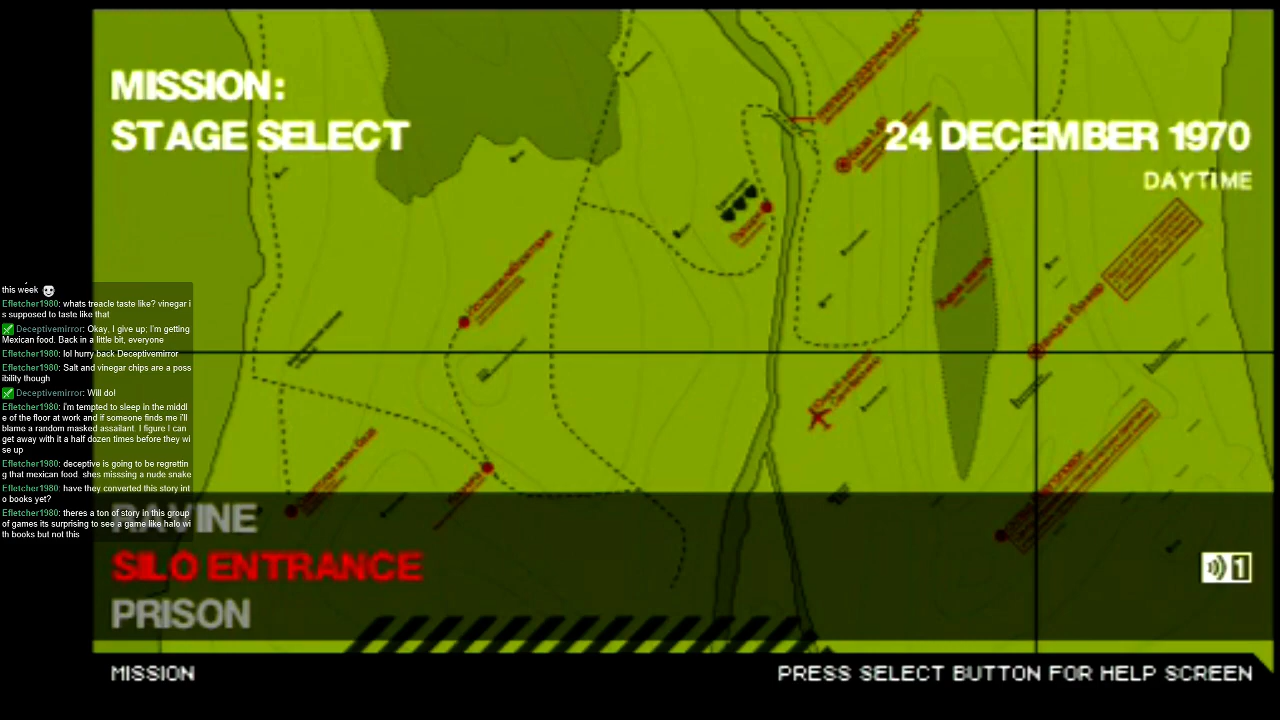 MISSION:
STAGE SELECT
24 DECEMBER 1970
DAYTIME
this week
Efletcher1980: whats treacle taste like? vinegar i
s supposed to taste like that
Deceptivemirror: Okay, I give up; I'm getting
Mexican food. Back in a little bit, everyone
Efletcher1980: lol hurry back Deceptivemirror
Efletcher1980: Salt and vinegar chips are a poss
ibility though
Deceptivemirror: Will do!
Efletcher1980: i'm tempted to sleep in the middl
e of the floor at work and if someone finds me i'll
blame a random masked assailant. I figure I can
get away with it a half dozen times before they wi
se up
Efletcher1980: deceptive is going to be regrettin
g that mexican food. shes misssing a nude snake
Efletcher1980: have they converted this story int
o books yet?
Efletcher1980: theres a ton of story in this group
of games its surprising to see a game like halo wi
th books but not this
RAVINE
SILO ENTRANCE
1
PRISON
MISSION
PRESS SELECT BUTTON FOR HELP SCREEN